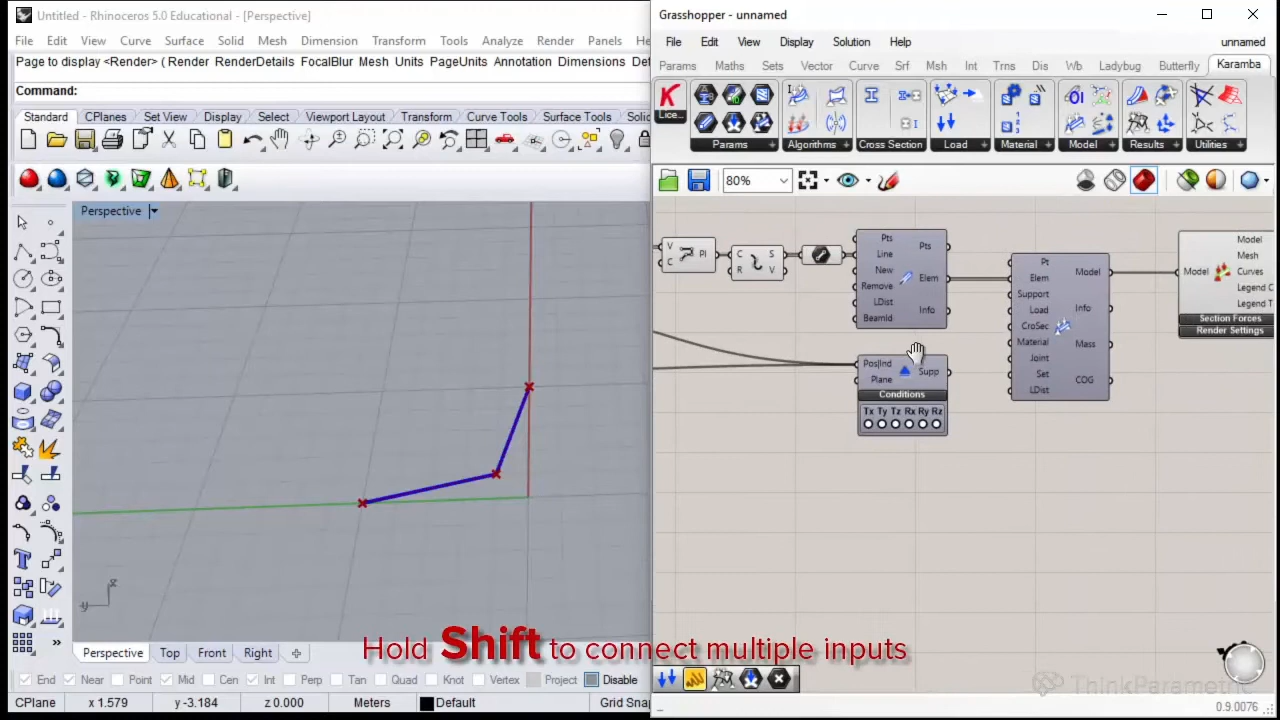 Untitled - Rhinoceros 5.0 Educational - [Perspective]
File Edit View Curve Surface Solid Mesh Dimension Transform Tools Analyze Render Panels
Page to display <Render> ( Render RenderDetails FocalBlur Mesh Units PageUnits Annotation Dimensions
Command:
Standard CPlanes Set View Display Select Viewport Layout Transform Curve Tools Surface Tools
Perspective
y
z
Perspective Top Front Right
End Near Point Mid Cen Int Perp Tan Quad Knot Vertex Project Disable
CPlane x 1.579 y -3.184 z 0.000 Meters Default Grid Snap
Grasshopper - unnamed
File Edit View Display Solution Help unnamed
Params Maths Sets Vector Curve Srf Msh Int Trns Dis Wb Ladybug Butterfly Karamba
Lice...
Params Algorithms Cross Section Load Material Model Results Utilities
80%
V
C
Pl
C
R
S
V
Pts
Line
New
Remove
LDist
BeamId
Pts
Elem
Info
Pos|Ind
Plane
Supp
Conditions
Tx Ty Tz Rx Ry Rz
Pt
Elem
Support
Load
CroSec
Material
Joint
Set
LDist
Model
Info
Mass
COG
Model
Model
Mesh
Curves
Legend C
Legend T
Section Forces
Render Settings
Hold Shift to connect multiple inputs
ThinkParametric
0.9.0076